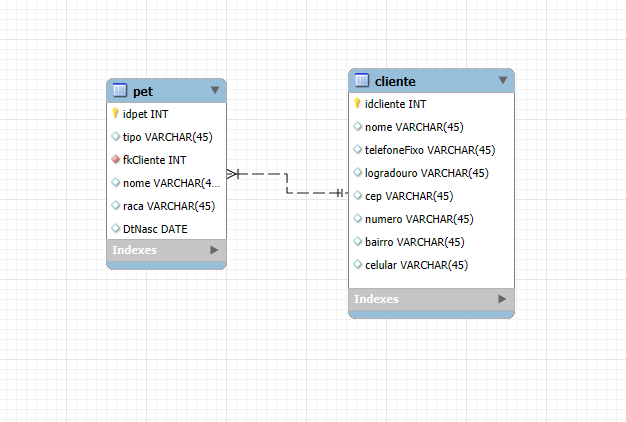 pet
idpet INT
tipo VARCHAR(45)
fkCliente INT
nome VARCHAR(4...
raca VARCHAR(45)
DtNasc DATE
Indexes
cliente
idcliente INT
nome VARCHAR(45)
telefoneFixo VARCHAR(45)
logradouro VARCHAR(45)
cep VARCHAR(45)
numero VARCHAR(45)
bairro VARCHAR(45)
celular VARCHAR(45)
Indexes